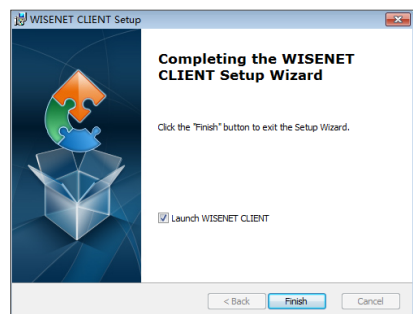 WISENET CLIENT Setup
Completing the WISENET
CLIENT Setup Wizard
Click the "Finish" button to exit the Setup Wizard.
Launch WISENET CLIENT
< Back Finish Cancel